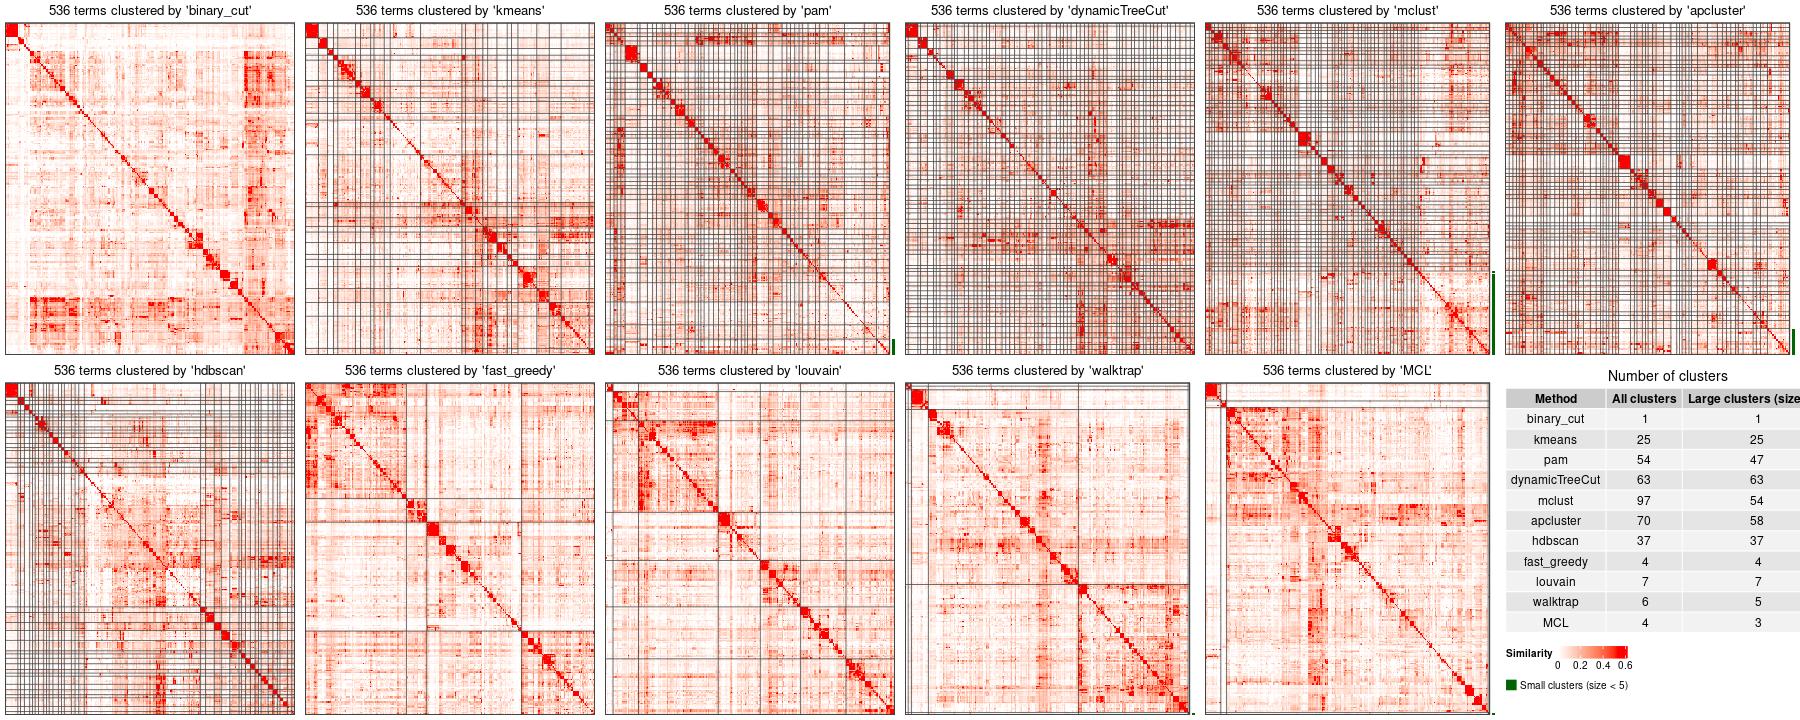 536 terms clustered by 'binary_cut'
536 terms clustered by 'kmeans'
536 terms clustered by 'pam'
536 terms clustered by 'dynamicTreeCut'
536 terms clustered by 'mclust'
536 terms clustered by 'apcluster'
536 terms clustered by 'hdbscan'
536 terms clustered by 'fast_greedy'
536 terms clustered by 'louvain'
536 terms clustered by 'walktrap'
536 terms clustered by 'MCL'
Number of clusters
Method All clusters Large clusters (size
binary_cut 1 1
kmeans 25 25
pam 54 47
dynamicTreeCut 63 63
mclust 97 54
apcluster 70 58
hdbscan 37 37
fast_greedy 4 4
louvain 7 7
walktrap 6 5
MCL 4 3
Similarity
0 0.2 0.4 0.6
Small clusters (size < 5)